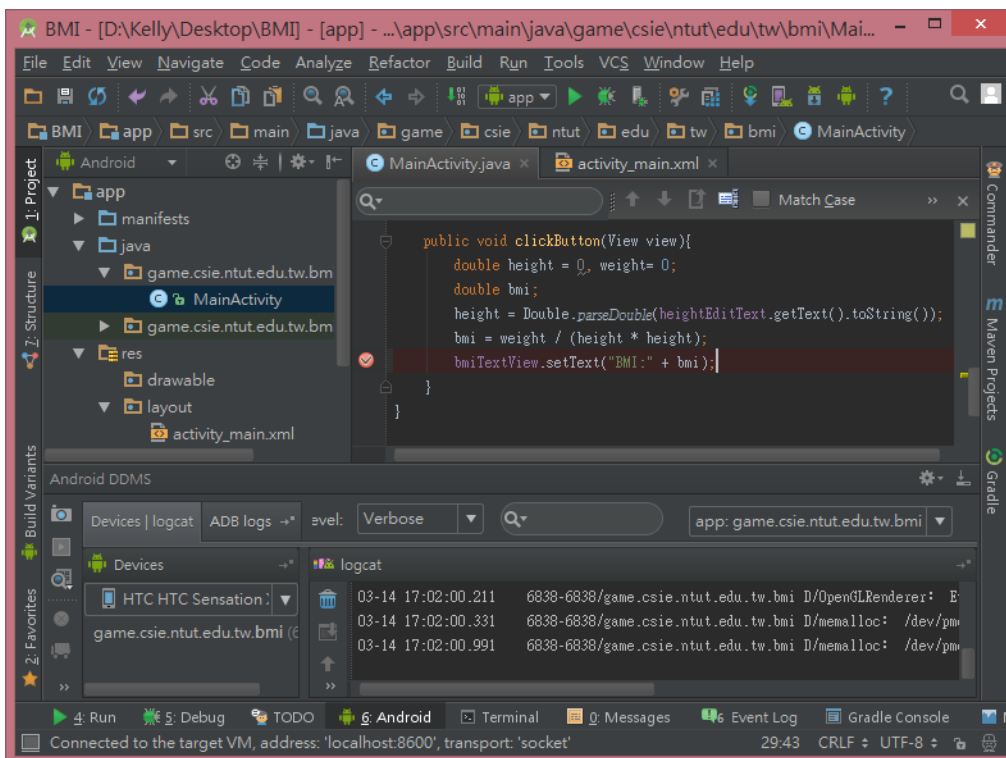 BMI - [D:\Kelly\Desktop\BMI] - [app] - ...\app\src\main\java\game\csie\ntut\edu\tw\bmi\Mai...
File Edit View Navigate Code Analyze Refactor Build Run Tools VCS Window Help
app
BMI app src main java game csie ntut edu tw bmi MainActivity
1: Project
7: Structure
Build Variants
2: Favorites
Android
app
manifests
java
game.csie.ntut.edu.tw.bm
MainActivity
game.csie.ntut.edu.tw.bm
res
drawable
layout
activity_main.xml
MainActivity.java activity_main.xml
Match Case
public void clickButton(View view){
double height = 0, weight= 0;
double bmi;
height = Double.parseDouble(heightEditText.getText().toString());
bmi = weight / (height * height);
bmiTextView.setText("BMI:" + bmi);
}
}
Commander
Maven Projects
Gradle
Android DDMS
Devices | logcat ADB logs evel: Verbose app: game.csie.ntut.edu.tw.bmi
Devices
HTC HTC Sensation
game.csie.ntut.edu.tw.bmi (6
logcat
03-14 17:02:00.211 6838-6838/game.csie.ntut.edu.tw.bmi D/OpenGLRenderer: E
03-14 17:02:00.331 6838-6838/game.csie.ntut.edu.tw.bmi D/memalloc: /dev/pm
03-14 17:02:00.991 6838-6838/game.csie.ntut.edu.tw.bmi D/memalloc: /dev/pm
4: Run 5: Debug TODO 6: Android Terminal 0: Messages 6 Event Log Gradle Console
Connected to the target VM, address: 'localhost:8600', transport: 'socket' 29:43 CRLF UTF-8